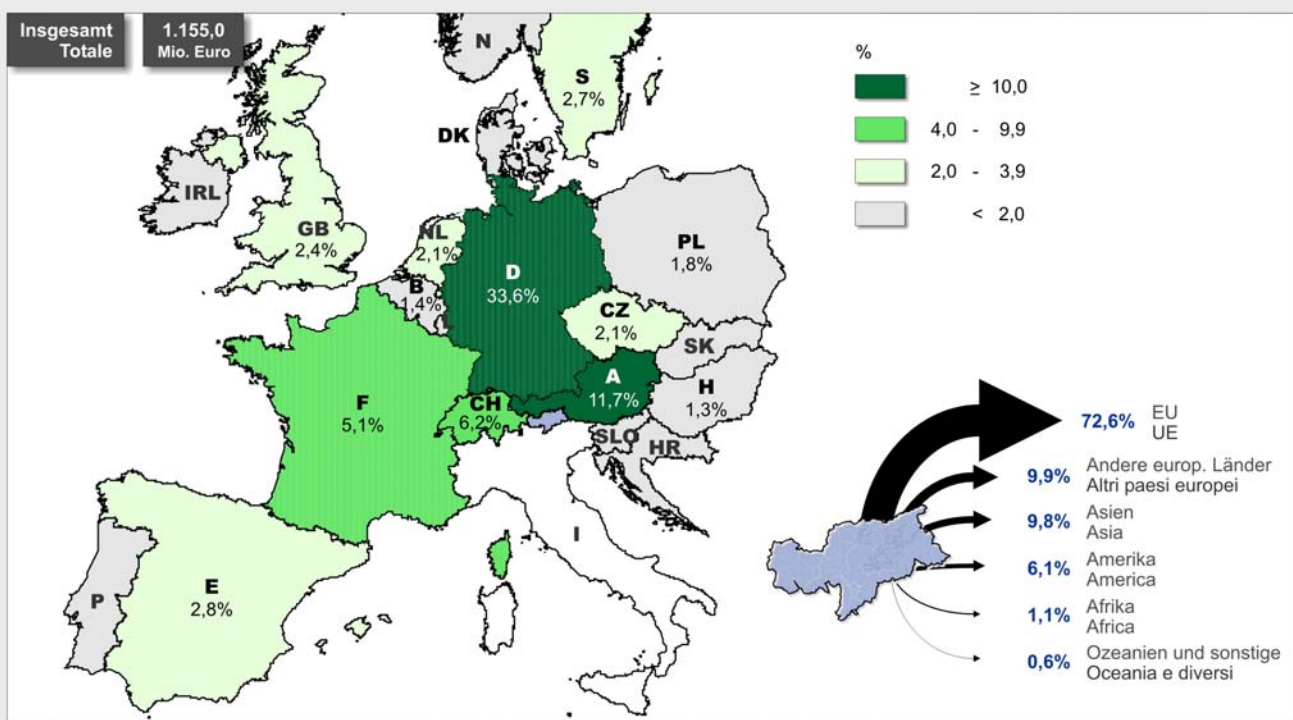 Insgesamt
Totale
1.155,0
Mio. Euro
%
≥ 10,0
4,0 - 9,9
2,0 - 3,9
< 2,0
N
S
2,7%
DK
IRL
GB
2,4%
NL
2,1%
B
1,4%
L
D
33,6%
PL
1,8%
CZ
2,1%
SK
A
11,7%
H
1,3%
F
5,1%
CH
6,2%
SLO
HR
I
P
E
2,8%
72,6%
EU
UE
9,9%
Andere europ. Länder
Altri paesi europei
9,8%
Asien
Asia
6,1%
Amerika
America
1,1%
Afrika
Africa
0,6%
Ozeanien und sonstige
Oceania e diversi